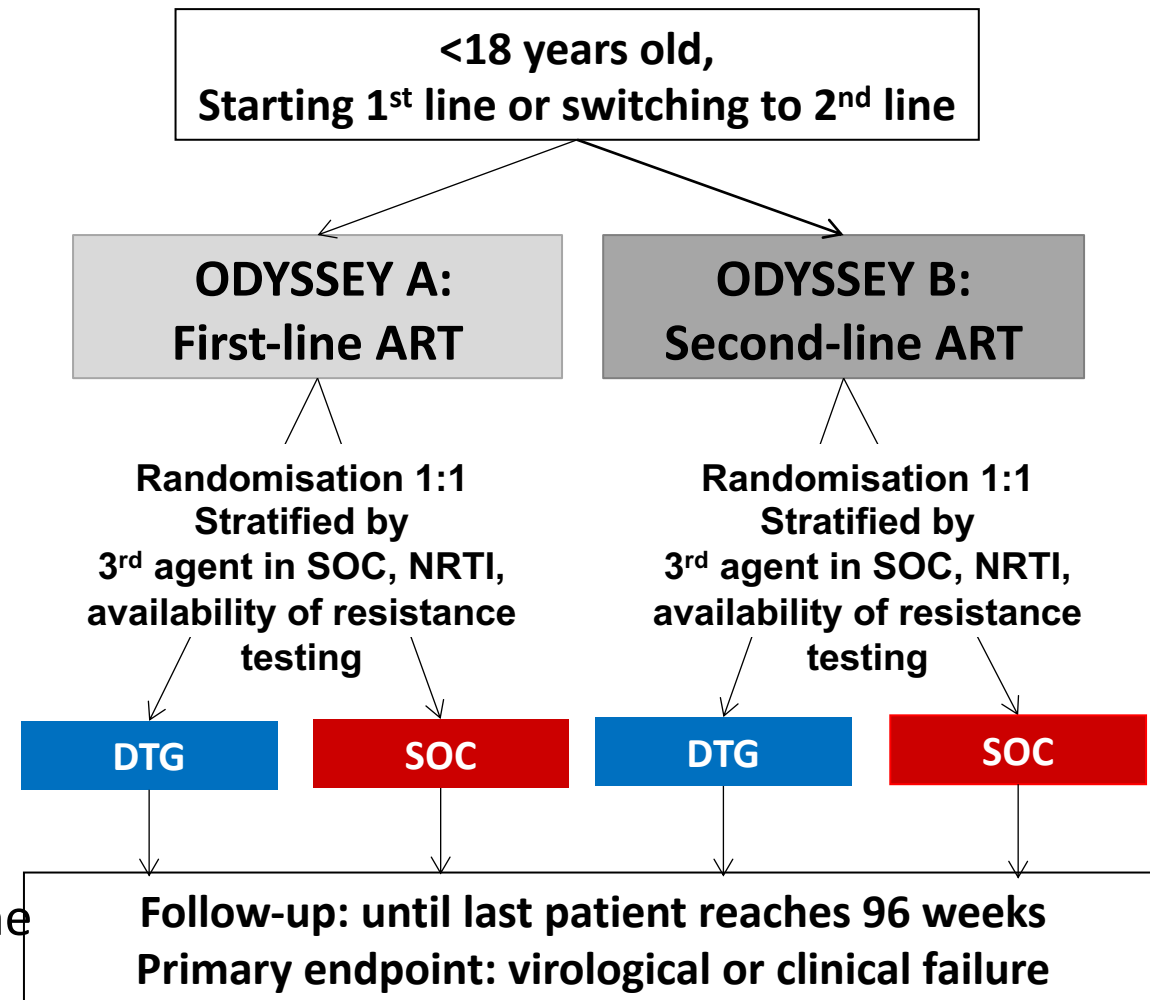 <18 years old,
Starting 1st line or switching to 2nd line
ODYSSEY A:
First-line ART
ODYSSEY B:
Second-line ART
Randomisation 1:1
Stratified by
3rd agent in SOC, NRTI,
availability of resistance
testing
Randomisation 1:1
Stratified by
3rd agent in SOC, NRTI,
availability of resistance
testing
DTG
SOC
DTG
SOC
Follow-up: until last patient reaches 96 weeks
Primary endpoint: virological or clinical failure